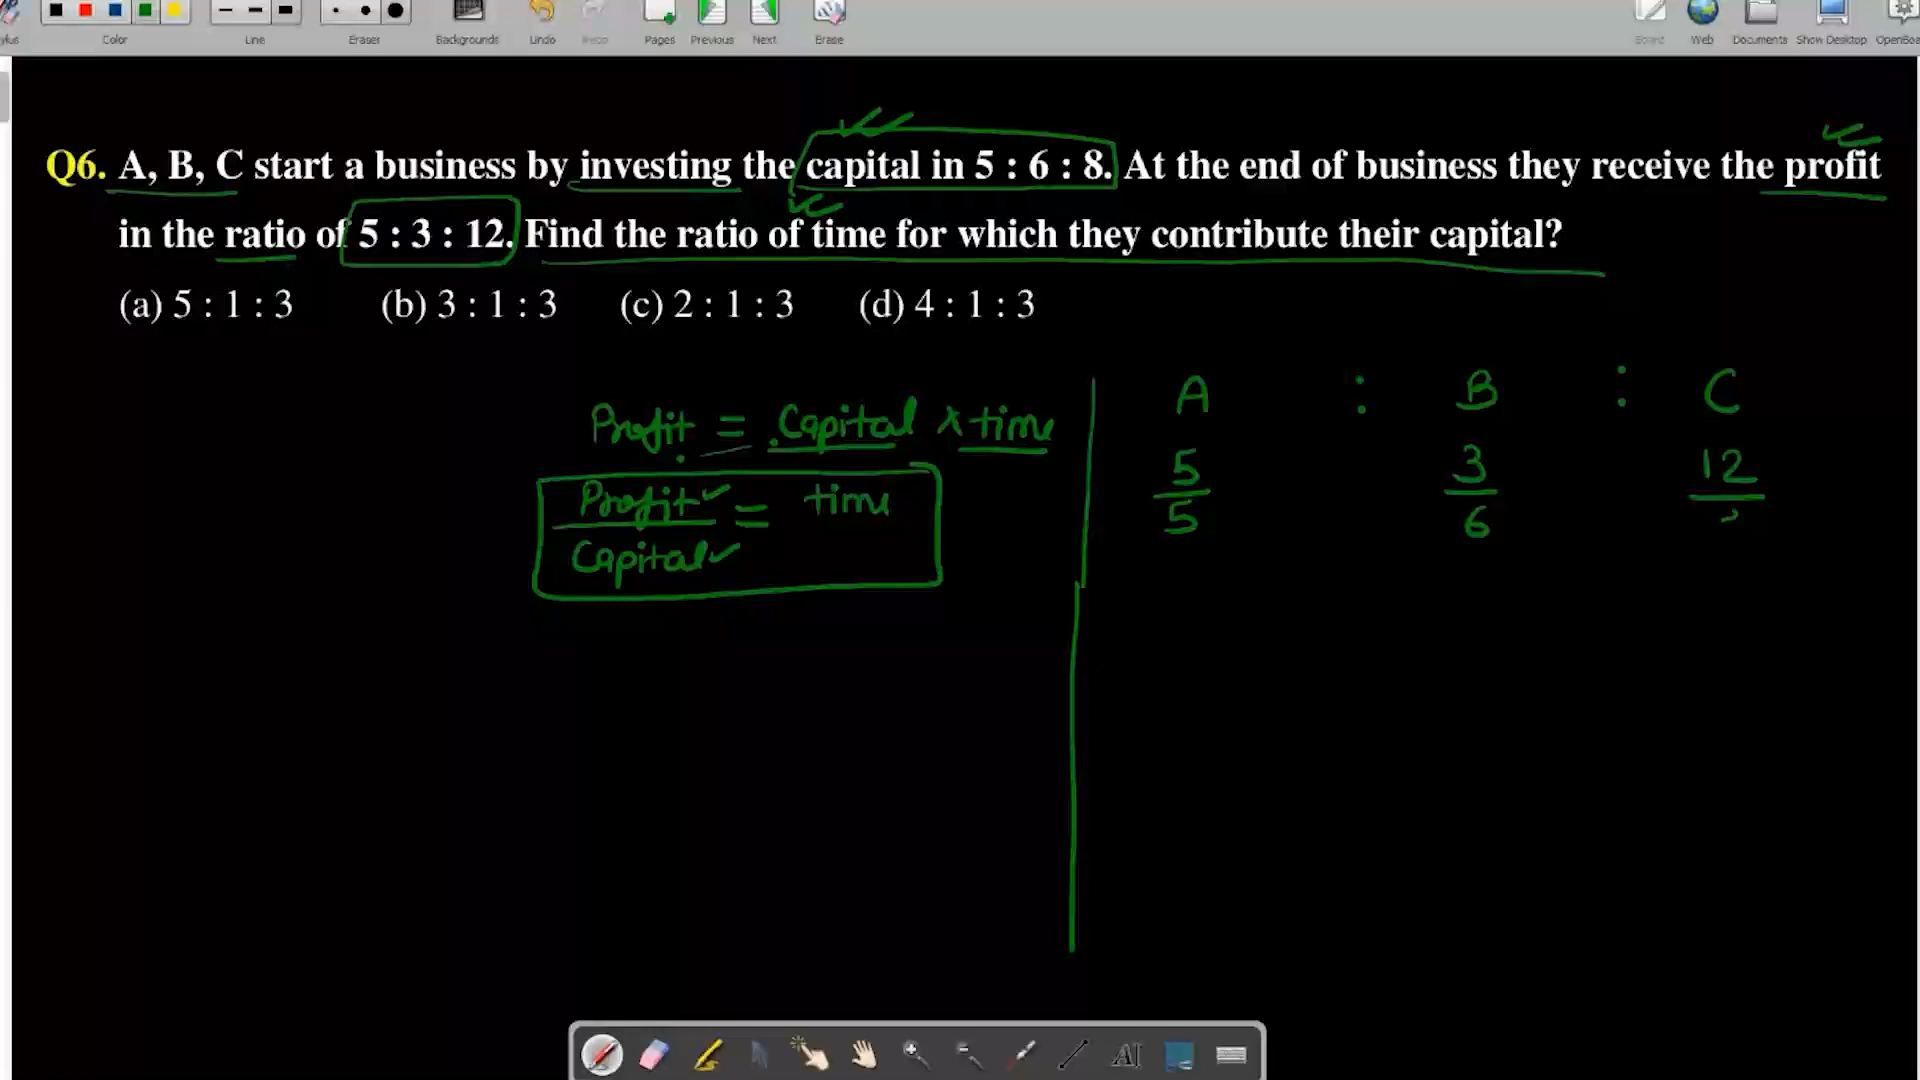 Color Line Eraser Backgrounds Undo Redo Pages Previous Next Erase Board Web Documents Show Desktop
Q6. A, B, C start a business by investing the capital in 5 : 6 : 8. At the end of business they receive the profit
in the ratio of 5 : 3 : 12. Find the ratio of time for which they contribute their capital?
(a) 5 : 1 : 3 (b) 3 : 1 : 3 (c) 2 : 1 : 3 (d) 4 : 1 : 3
Profit = Capital × time
Profit = time
Capital
A : B : C
5 3 12
5 6
AI